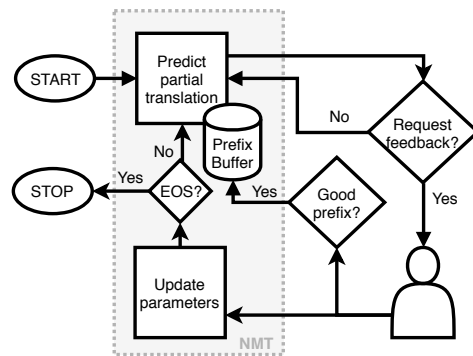 START
Predict
partial
translation
No
Request
feedback?
Prefix
Buffer
No
STOP
Yes
EOS?
Yes
Good
prefix?
Yes
Update
parameters
NMT